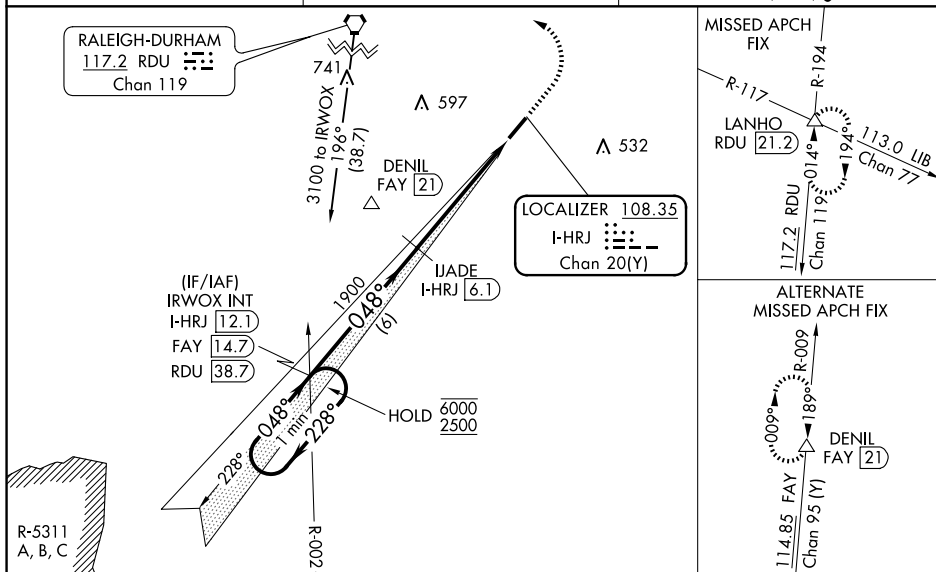 RALEIGH-DURHAM
117.2 RDU
Chan 119
741
597
532
3100 to IRWOX
196°
(38.7)
DENIL
FAY 21
LOCALIZER 108.35
I-HRJ
Chan 20(Y)
IJADE
I-HRJ 6.1
1900
048°
(6)
(IF/IAF)
IRWOX INT
I-HRJ 12.1
FAY 14.7
RDU 38.7
HOLD 6000
2500
048°
1 min
228°
228°
R-002
R-5311
A, B, C
MISSED APCH
FIX
R-194
R-117
LANHO
RDU 21.2
014°
194°
113.0 LIB
Chan 77
117.2 RDU
Chan 119
ALTERNATE
MISSED APCH FIX
R-009
009°
189°
DENIL
FAY 21
114.85 FAY
Chan 95 (Y)